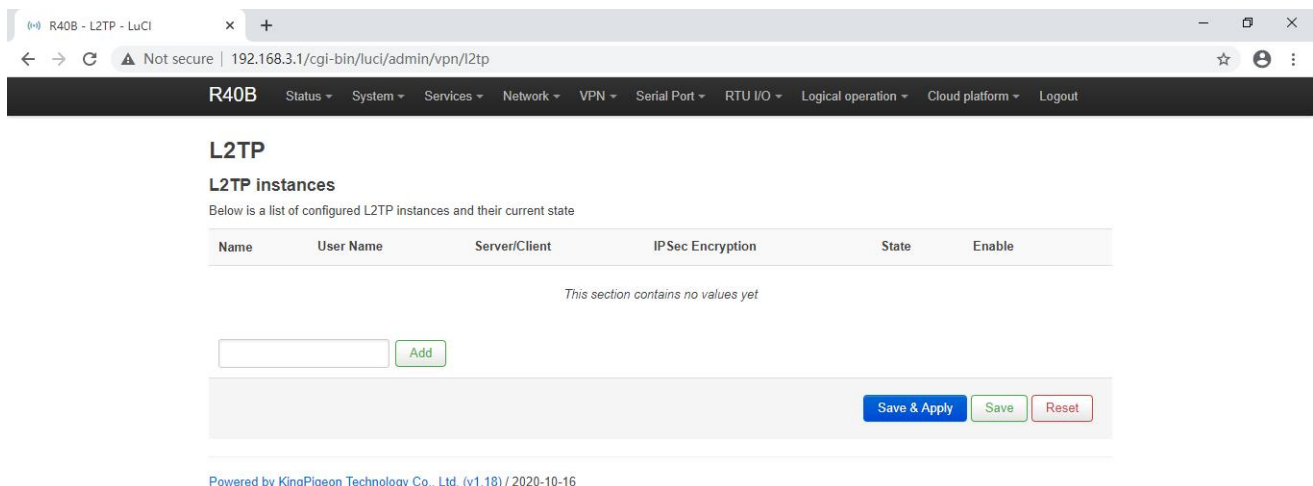 R40B - L2TP - LuCI
Not secure | 192.168.3.1/cgi-bin/luci/admin/vpn/l2tp
R40B Status System Services Network VPN Serial Port RTU I/O Logical operation Cloud platform Logout
L2TP
L2TP instances
Below is a list of configured L2TP instances and their current state
Name User Name Server/Client IPSec Encryption State Enable
This section contains no values yet
Add
Save & Apply Save Reset
Powered by KingPigeon Technology Co., Ltd. (v1.18) / 2020-10-16